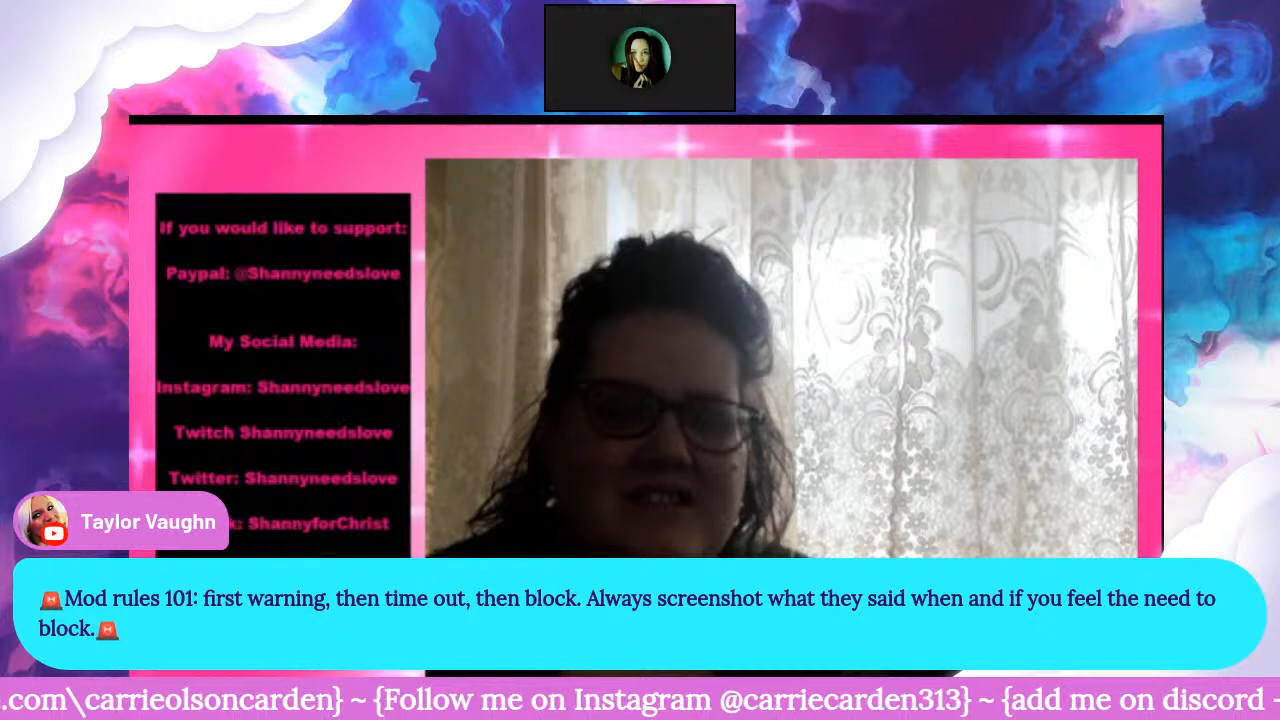 If you would like to support:
Paypal: @Shannyneedslove
My Social Media:
Instagram: Shannyneedslove
Twitch Shannyneedslove
Twitter: Shannyneedslove
k: ShannyforChrist
Taylor Vaughn
🚨Mod rules 101: first warning, then time out, then block. Always screenshot what they said when and if you feel the need to
block.🚨
.com\carrieolsoncarden} ~ {Follow me on Instagram @carriecarden313} ~ {add me on discord -